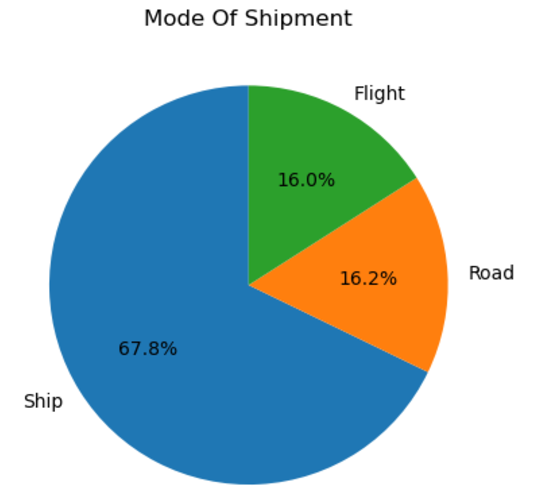 Mode Of Shipment
Flight
16.0%
Road
16.2%
67.8%
Ship